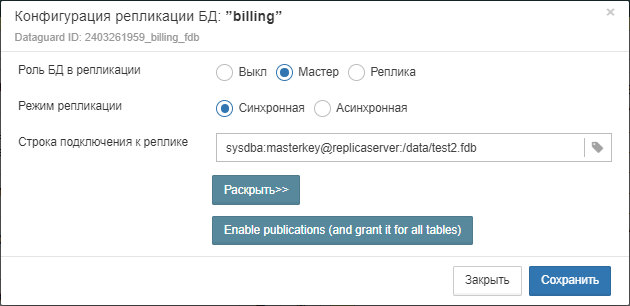 Конфигурация репликации БД: ”billing”
×
Dataguard ID: 2403261959_billing_fdb
Роль БД в репликации Выкл Мастер Реплика
Режим репликации Синхронная Асинхронная
Строка подключения к реплике sysdba:masterkey@replicaserver:/data/test2.fdb
Раскрыть>>
Enable publications (and grant it for all tables)
Закрыть Сохранить